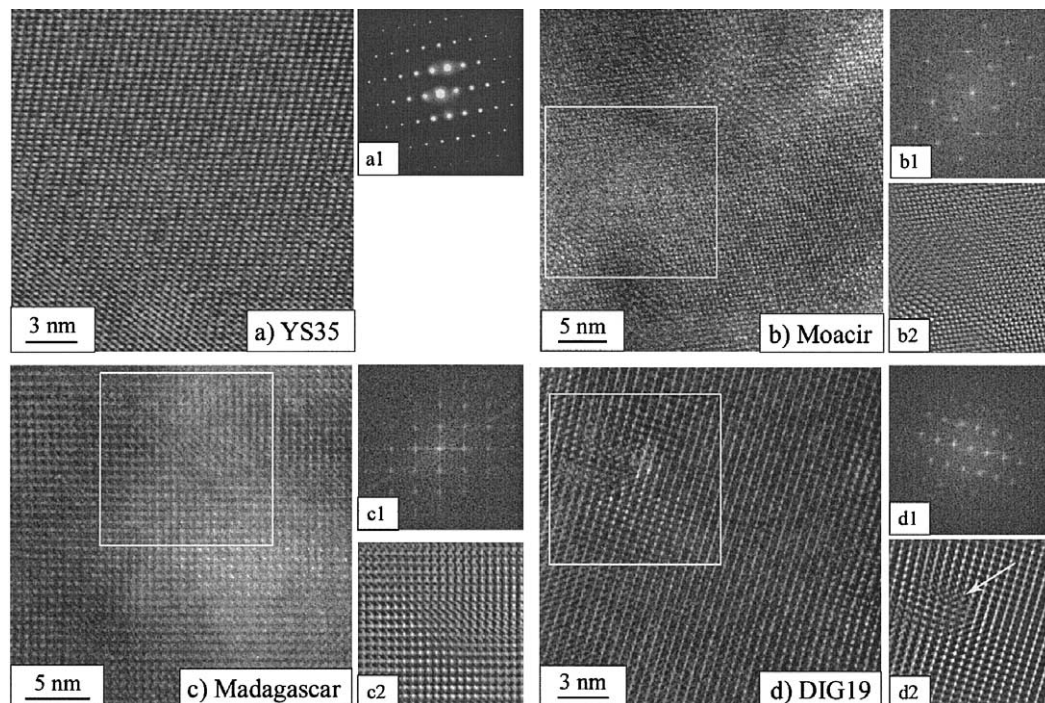 a1
3 nm
a) YS35
b1
5 nm
b) Moacir
b2
c1
5 nm
c) Madagascar
c2
d1
3 nm
d) DIG19
d2